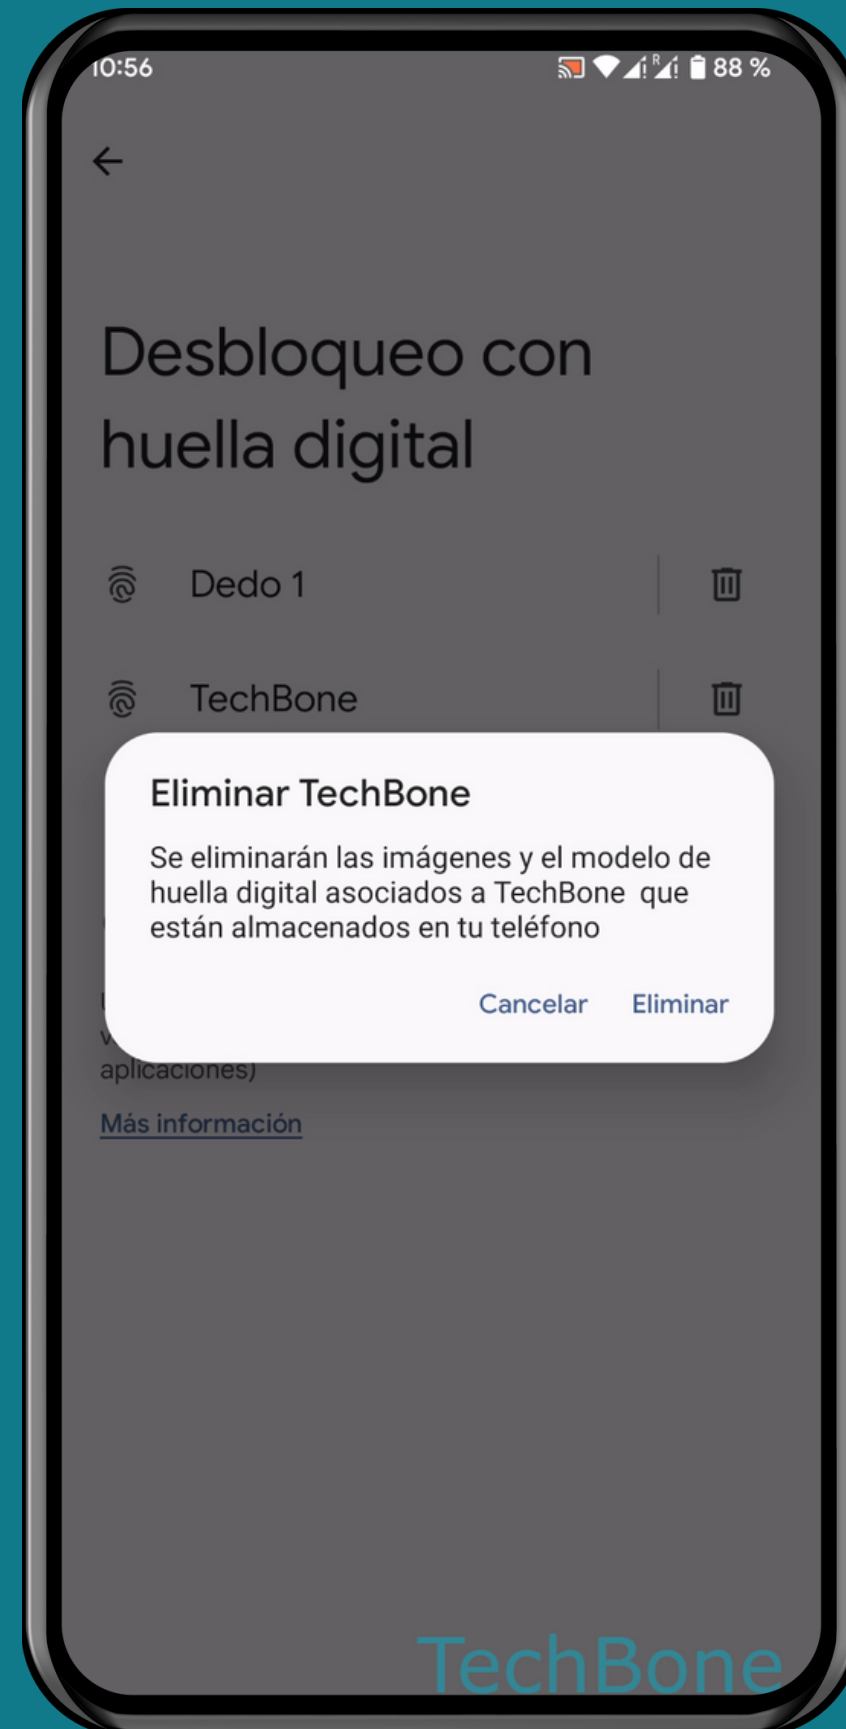 10:56
R
88 %
Desbloqueo con
huella digital
Dedo 1
TechBone
Eliminar TechBone
Se eliminarán las imágenes y el modelo de
huella digital asociados a TechBone que
están almacenados en tu teléfono
Cancelar Eliminar
aplicaciones)
Más información
TechBone